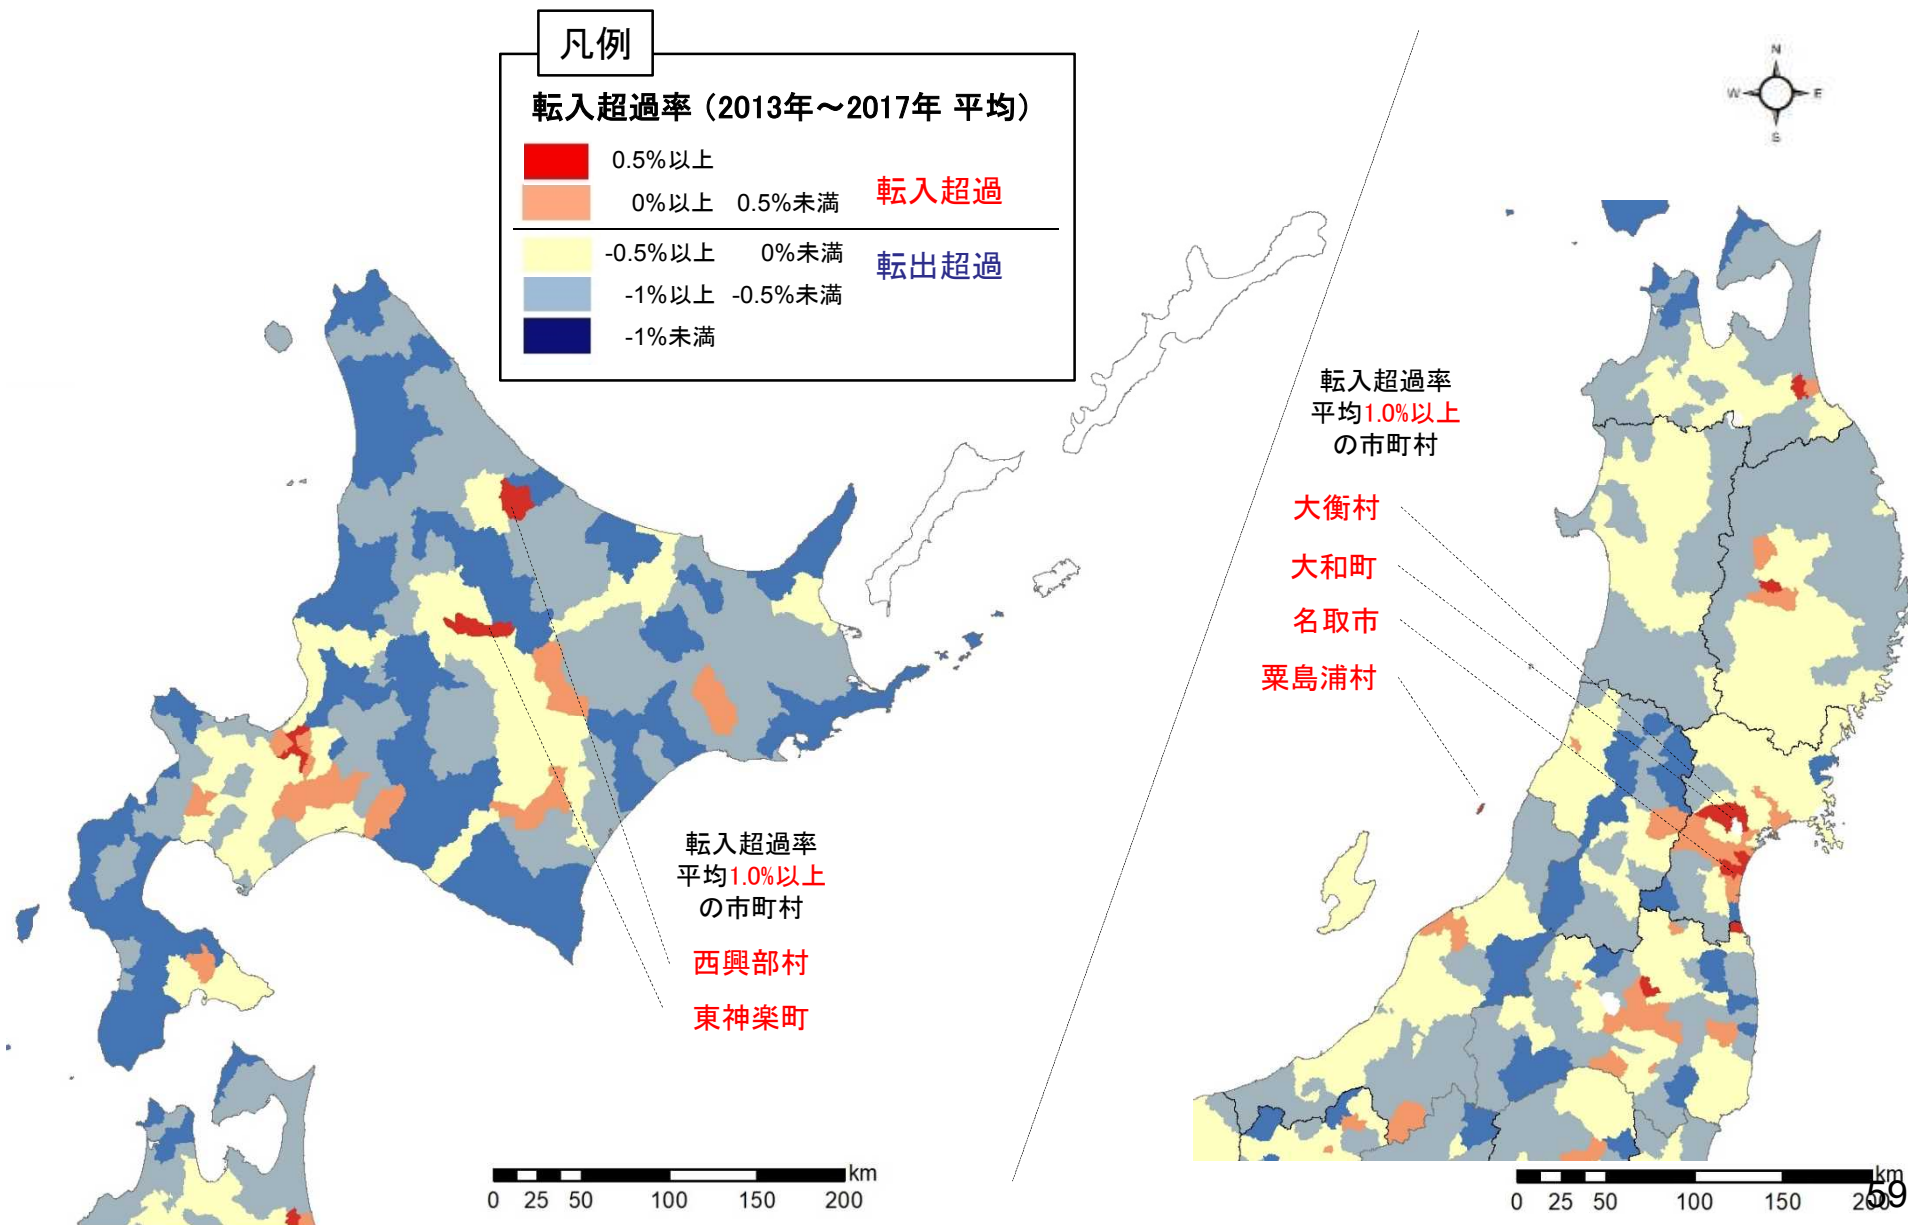 凡例
転入超過率（2013年～2017年 平均）
0.5%以上
0%以上 0.5%未満
転入超過
-0.5%以上 0%未満
転出超過
-1%以上 -0.5%未満
-1%未満
N
W E
S
転入超過率
平均1.0%以上
の市町村
大衡村
大和町
名取市
粟島浦村
転入超過率
平均1.0%以上
の市町村
西興部村
東神楽町
km
0 25 50 100 150 200
km
0 25 50 100 150 200
59